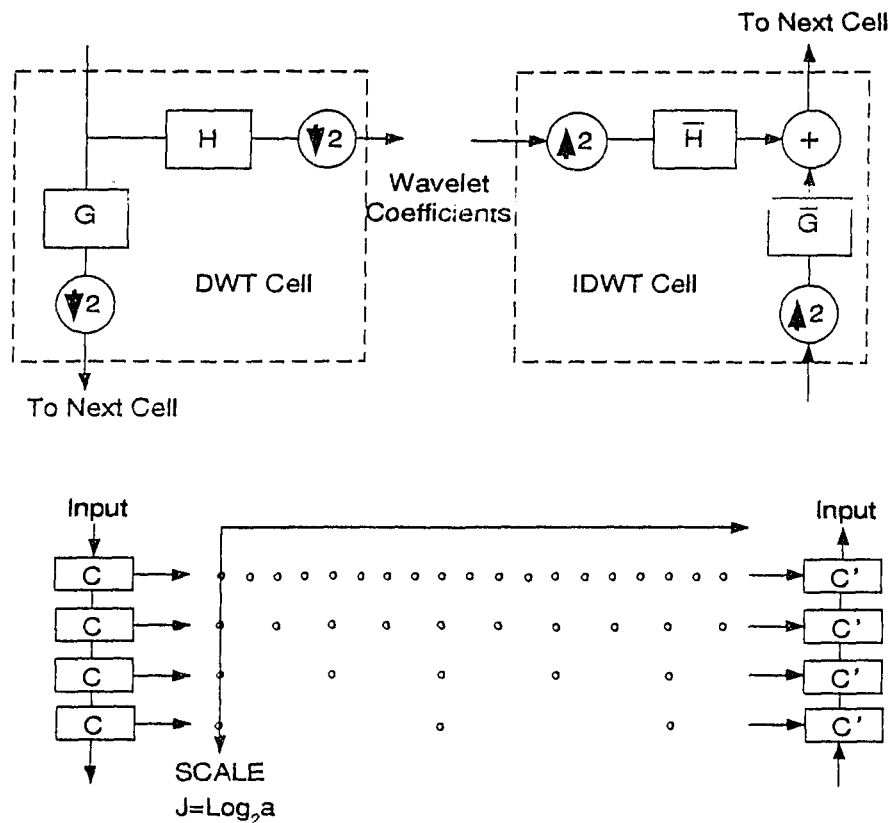 To Next Cell
H
2
2
H̅
+
Wavelet
Coefficients
G
G̅
DWT Cell
IDWT Cell
2
2
To Next Cell
Input
Input
C
C'
C
C'
C
C'
C
C'
SCALE
J=Log₂a